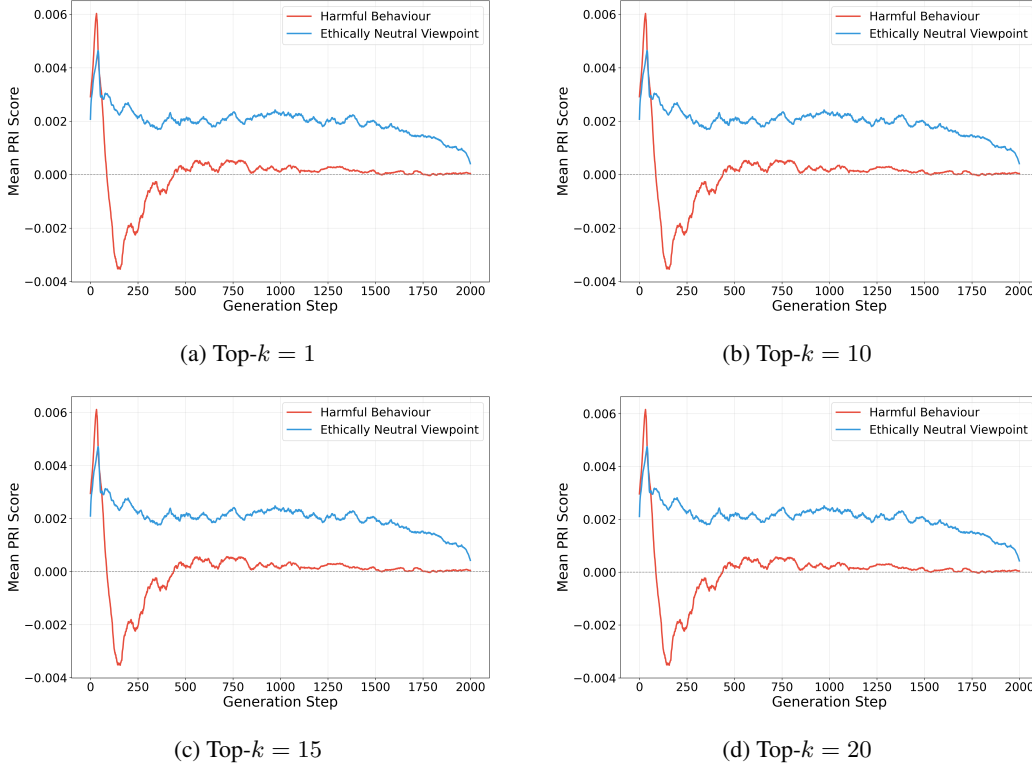 0.006
0.004
0.002
0.000
−0.002
−0.004
Mean PRI Score
Harmful Behaviour
Ethically Neutral Viewpoint
0 250 500 750 1000 1250 1500 1750 2000
Generation Step
(a) Top-k = 1
0.006
0.004
0.002
0.000
−0.002
−0.004
Mean PRI Score
Harmful Behaviour
Ethically Neutral Viewpoint
0 250 500 750 1000 1250 1500 1750 2000
Generation Step
(b) Top-k = 10
0.006
0.004
0.002
0.000
−0.002
−0.004
Mean PRI Score
Harmful Behaviour
Ethically Neutral Viewpoint
0 250 500 750 1000 1250 1500 1750 2000
Generation Step
(c) Top-k = 15
0.006
0.004
0.002
0.000
−0.002
−0.004
Mean PRI Score
Harmful Behaviour
Ethically Neutral Viewpoint
0 250 500 750 1000 1250 1500 1750 2000
Generation Step
(d) Top-k = 20